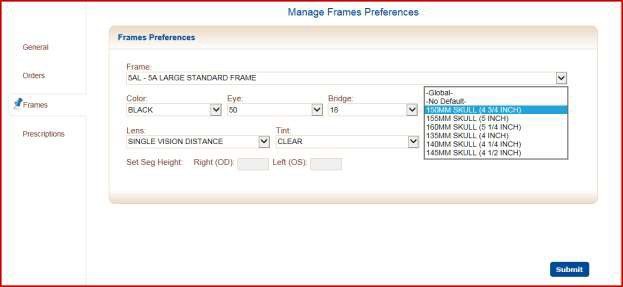 Manage Frames Preferences
General
Orders
Frames
Prescriptions
Frames Preferences
Frame:
5AL - 5A LARGE STANDARD FRAME
Color: Eye: Bridge:
BLACK 50 18
-Global-
-No Default-
150MM SKULL (4 3/4 INCH)
155MM SKULL (5 INCH)
160MM SKULL (5 1/4 INCH)
135MM SKULL (4 INCH)
140MM SKULL (4 1/4 INCH)
145MM SKULL (4 1/2 INCH)
Lens: Tint:
SINGLE VISION DISTANCE CLEAR
Set Seg Height: Right (OD): Left (OS):
Submit